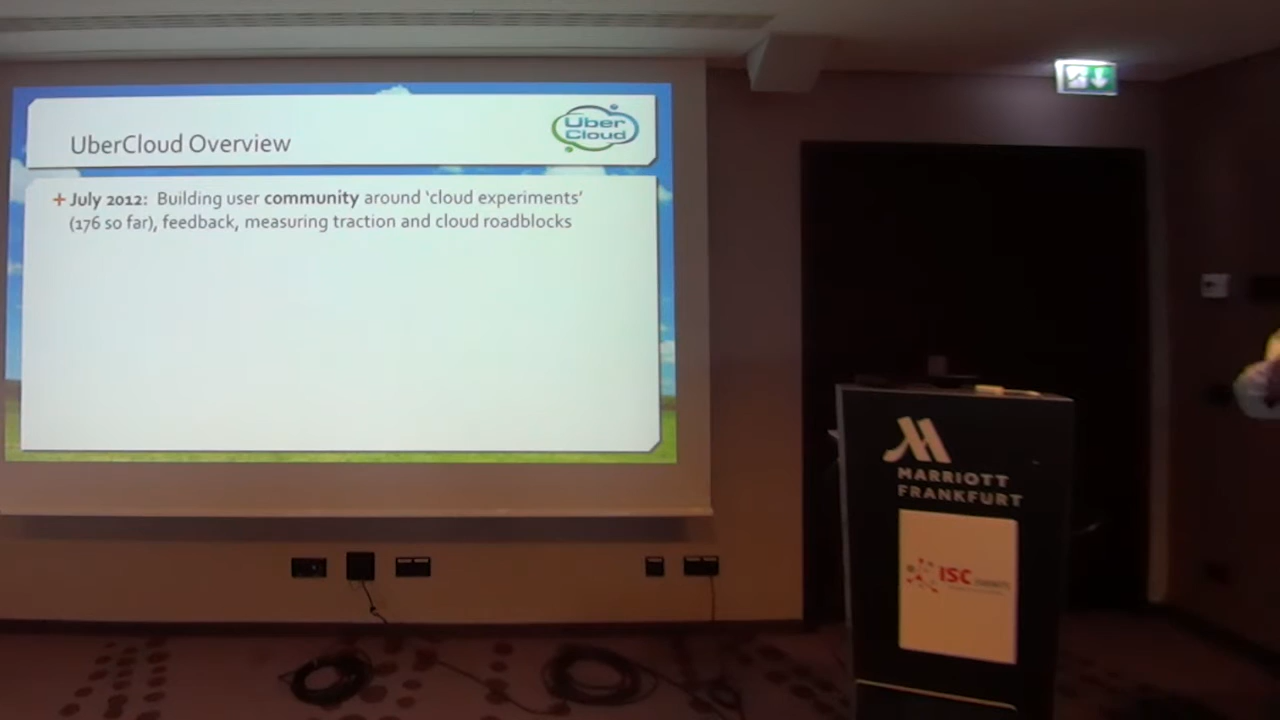 UberCloud Overview
Uber
Cloud
+ July 2012: Building user community around ‘cloud experiments’
(176 so far), feedback, measuring traction and cloud roadblocks
MARRIOTT
FRANKFURT
ISC